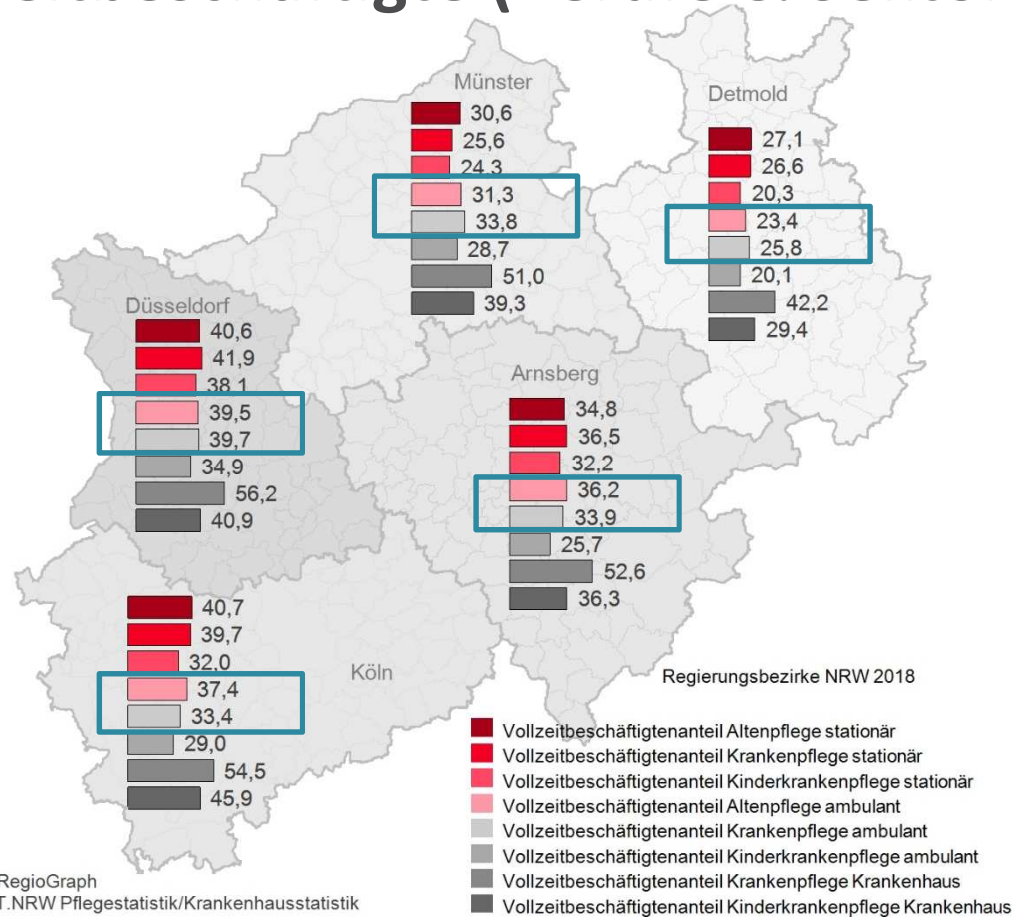 Münster
30,6
25,6
24,3
31,3
33,8
28,7
51,0
39,3
Detmold
27,1
26,6
20,3
23,4
25,8
20,1
42,2
29,4
Düsseldorf
40,6
41,9
38,1
39,5
39,7
34,9
56,2
40,9
Arnsberg
34,8
36,5
32,2
36,2
33,9
25,7
52,6
36,3
Köln
40,7
39,7
32,0
37,4
33,4
29,0
54,5
45,9
Regierungsbezirke NRW 2018
Vollzeitbeschäftigtenanteil Altenpflege stationär
Vollzeitbeschäftigtenanteil Krankenpflege stationär
Vollzeitbeschäftigtenanteil Kinderkrankenpflege stationär
Vollzeitbeschäftigtenanteil Altenpflege ambulant
Vollzeitbeschäftigtenanteil Krankenpflege ambulant
Vollzeitbeschäftigtenanteil Kinderkrankenpflege ambulant
Vollzeitbeschäftigtenanteil Krankenpflege Krankenhaus
Vollzeitbeschäftigtenanteil Kinderkrankenpflege Krankenhaus
RegioGraph
T.NRW Pflegestatistik/Krankenhausstatistik